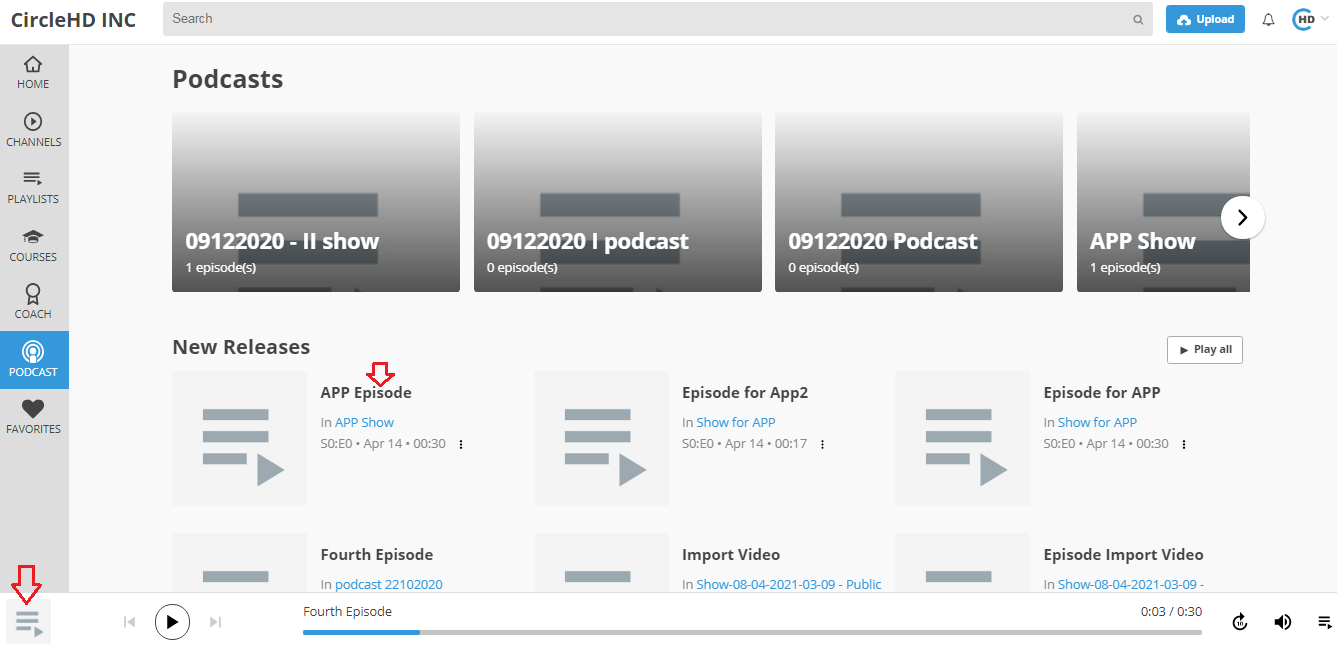 CircleHD INC
Search
Upload
HD
HOME
CHANNELS
PLAYLISTS
COURSES
COACH
PODCAST
FAVORITES
Podcasts
09122020 - II show
1 episode(s)
09122020 I podcast
0 episode(s)
09122020 Podcast
0 episode(s)
APP Show
1 episode(s)
New Releases
Play all
APP Episode
In APP Show
S0:E0 • Apr 14 • 00:30
Episode for App2
In Show for APP
S0:E0 • Apr 14 • 00:17
Episode for APP
In Show for APP
S0:E0 • Apr 14 • 00:30
Fourth Episode
In podcast 22102020
Import Video
In Show-08-04-2021-03-09 - Public
Episode Import Video
In Show-08-04-2021-03-09 -
Fourth Episode
0:03 / 0:30
10